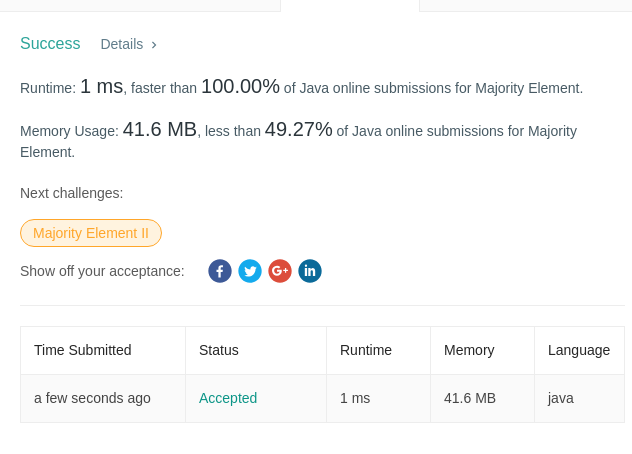 Success Details >
Runtime: 1 ms, faster than 100.00% of Java online submissions for Majority Element.
Memory Usage: 41.6 MB, less than 49.27% of Java online submissions for Majority
Element.
Next challenges:
Majority Element II
Show off your acceptance: f G+ in
Time Submitted Status Runtime Memory Language
a few seconds ago Accepted 1 ms 41.6 MB java